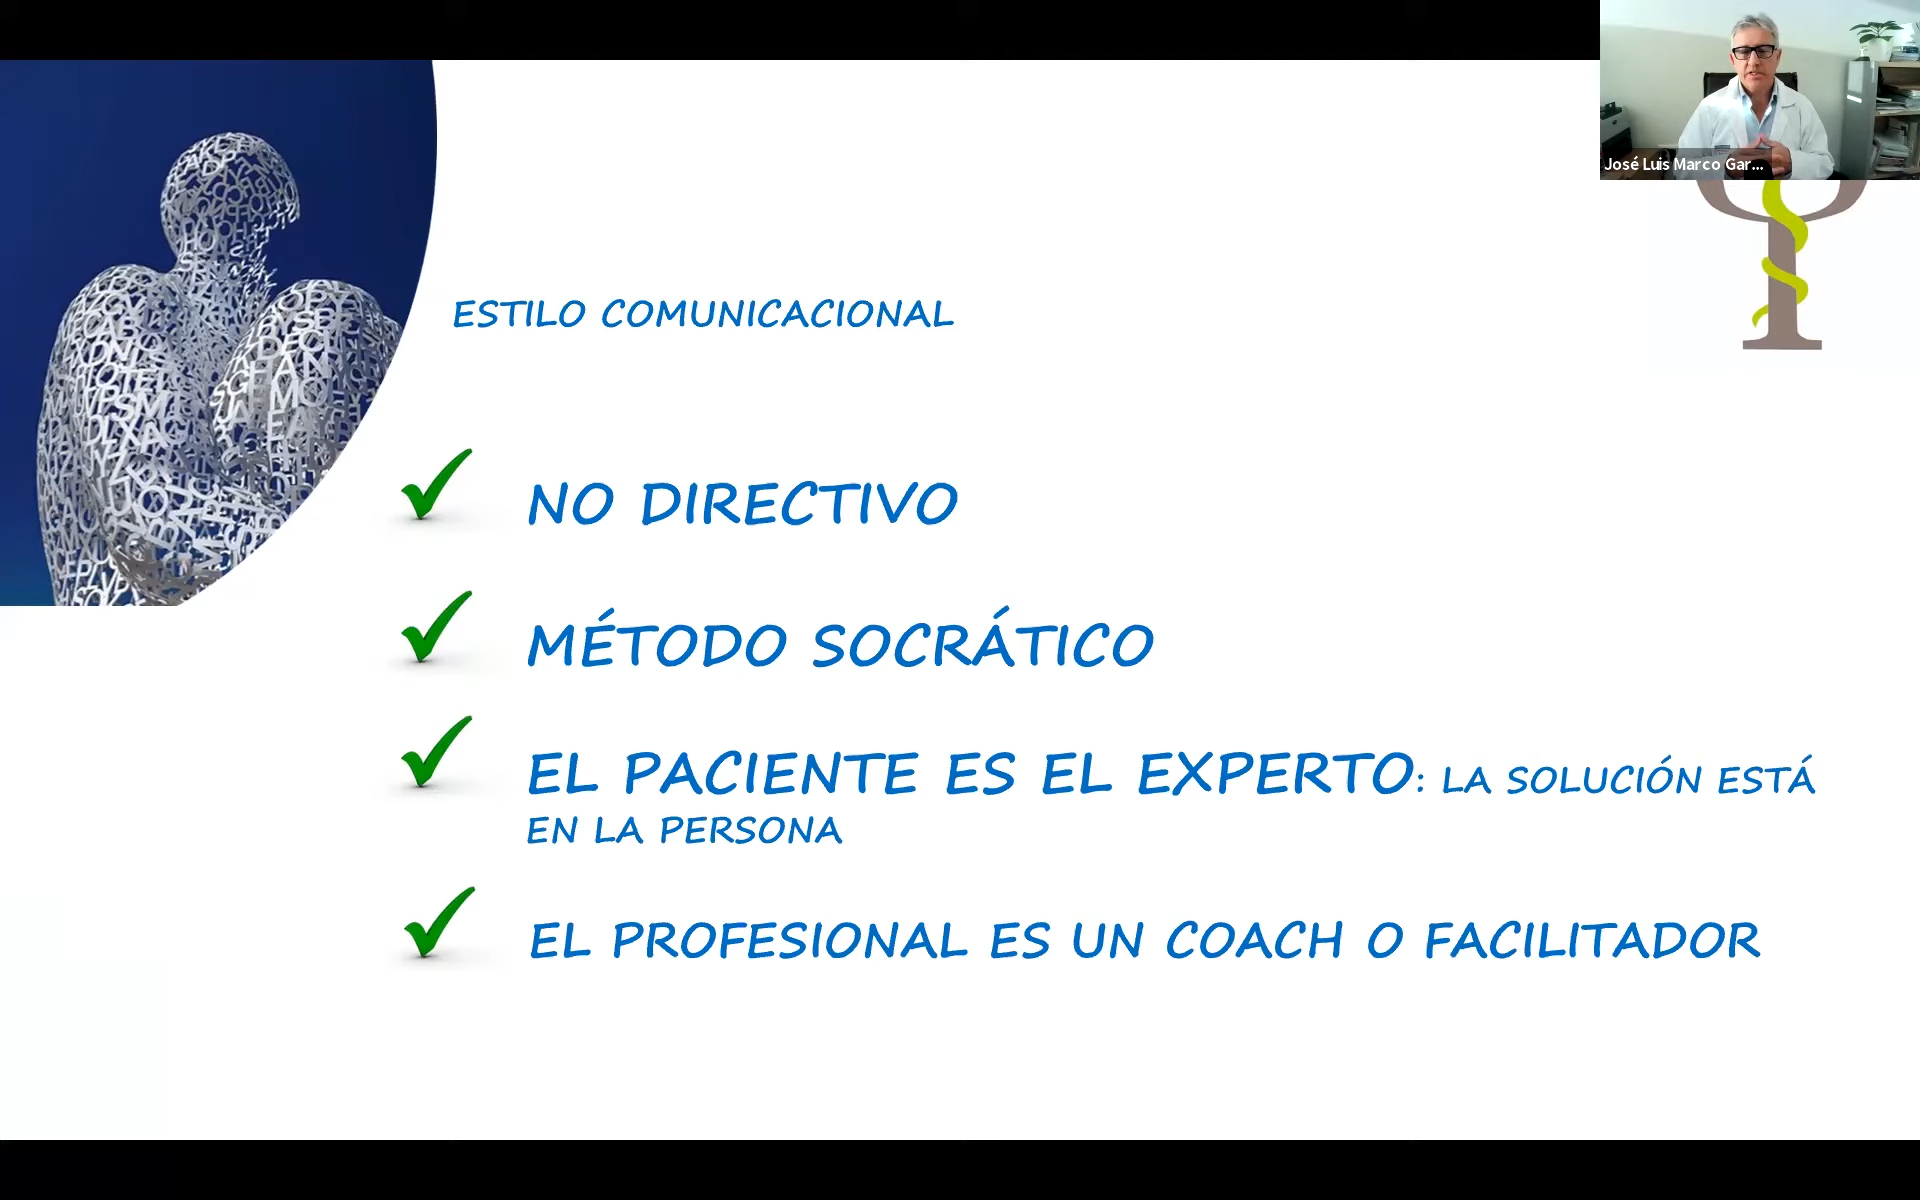 José Luis Marco Gar...
ESTILO COMUNICACIONAL
NO DIRECTIVO
MÉTODO SOCRÁTICO
EL PACIENTE ES EL EXPERTO: LA SOLUCIÓN ESTÁ
EN LA PERSONA
EL PROFESIONAL ES UN COACH O FACILITADOR